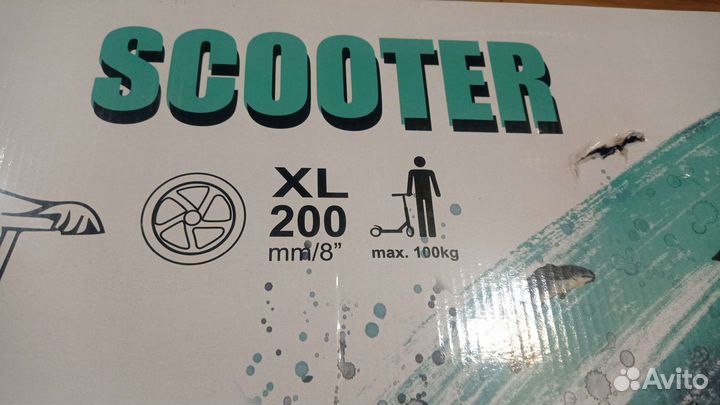 SCOOTER
XL
200
mm/8"
max. 100kg
Avito